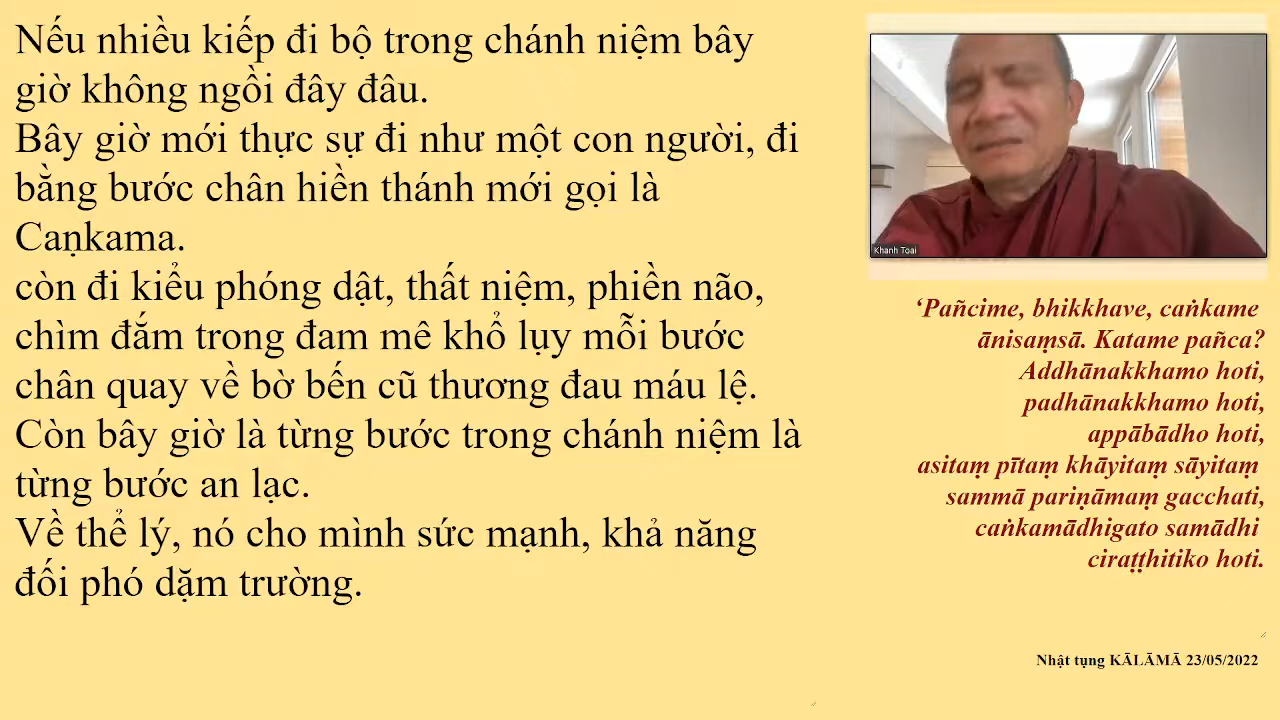 Nếu nhiều kiếp đi bộ trong chánh niệm bây
giờ không ngồi đây đâu.
Bây giờ mới thực sự đi như một con người, đi
bằng bước chân hiền thánh mới gọi là
Caṇkama.
còn đi kiểu phóng dật, thất niệm, phiền não,
chìm đắm trong đam mê khổ lụy mỗi bước
chân quay về bờ bến cũ thương đau máu lệ.
Còn bây giờ là từng bước trong chánh niệm là
từng bước an lạc.
Về thể lý, nó cho mình sức mạnh, khả năng
đối phó dặm trường.
Khanh Toai
‘Pañcime, bhikkhave, caṅkame
ānisaṃsā. Katame pañca?
Addhānakkhamo hoti,
padhānakkhamo hoti,
appābādho hoti,
asitaṃ pītaṃ khāyitaṃ sāyitaṃ
sammā pariṇāmaṃ gacchati,
caṅkamādhigato samādhi
ciraṭṭhitiko hoti.
Nhật tụng KĀLĀMĀ 23/05/2022